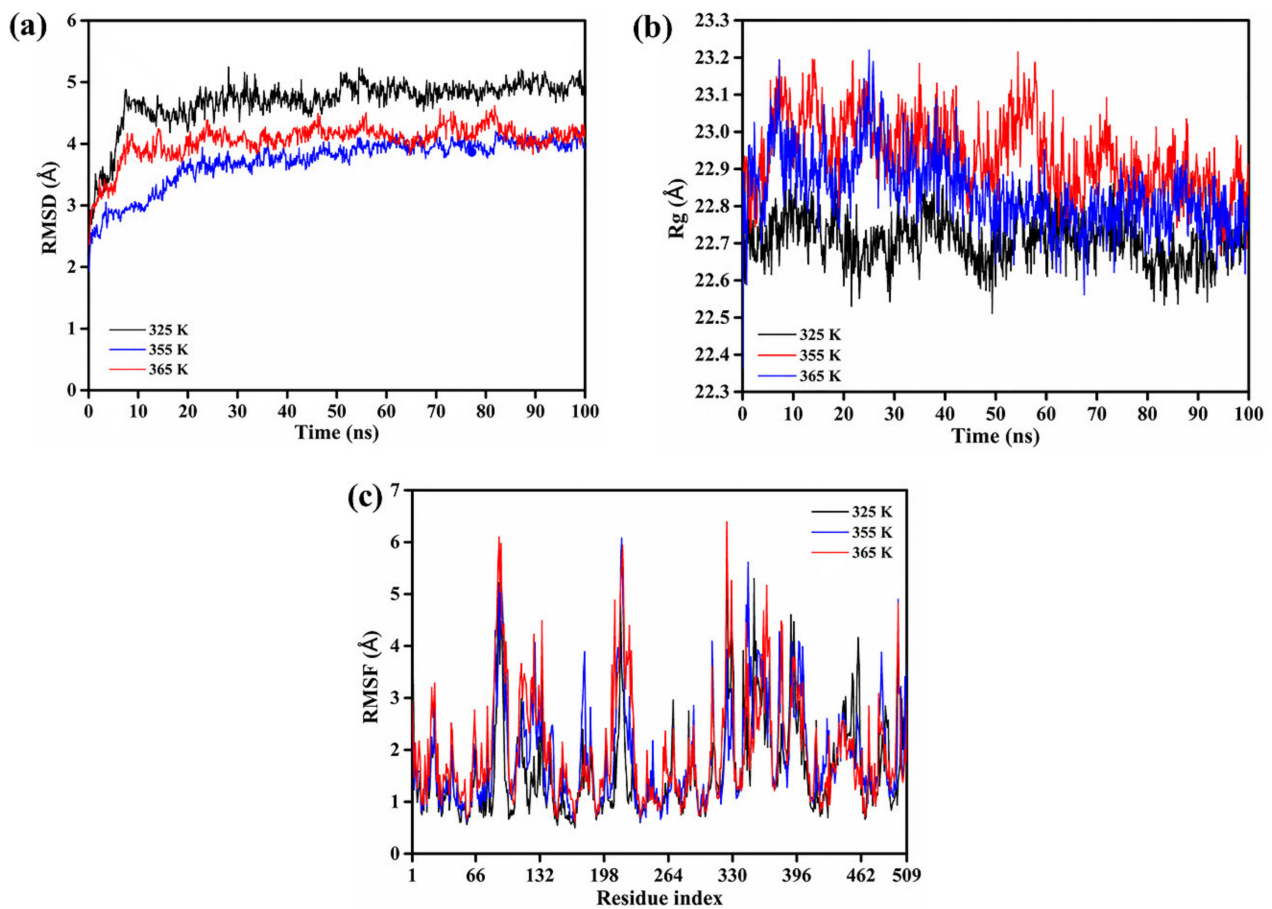 (a)
6
5
4
3
2
1
0
RMSD (Å)
325 K
355 K
365 K
0 10 20 30 40 50 60 70 80 90 100
Time (ns)
(b)
23.3
23.2
23.1
23.0
22.9
22.8
22.7
22.6
22.5
22.4
22.3
Rg (Å)
325 K
355 K
365 K
0 10 20 30 40 50 60 70 80 90 100
Time (ns)
(c)
7
6
5
4
3
2
1
0
RMSF (Å)
325 K
355 K
365 K
1 66 132 198 264 330 396 462 509
Residue index